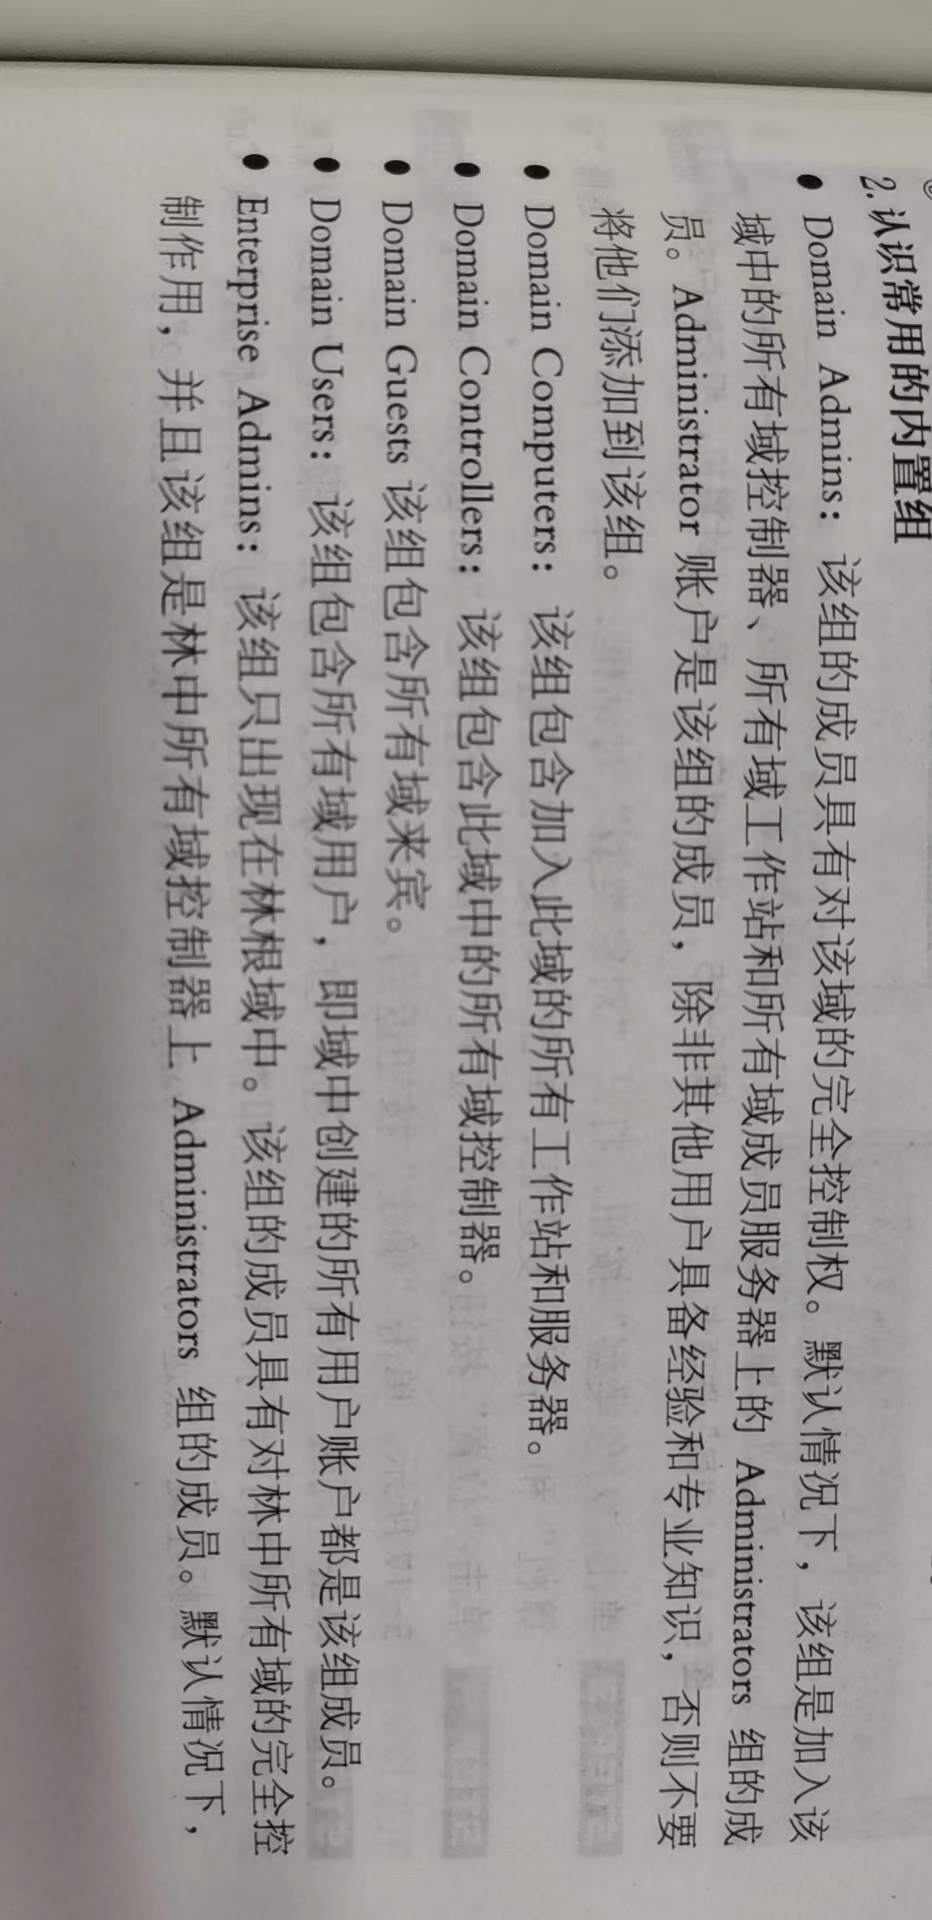 2.认识常用的内置组
● Domain Admins：该组的成员具有对该域的完全控制权。默认情况下，该组是加入该
域中的所有域控制器、所有域工作站和所有域成员服务器上的 Administrators 组的成
员。Administrator 账户是该组的成员，除非其他用户具备经验和专业知识，否则不要
将他们添加到该组。
● Domain Computers：该组包含加入此域的所有工作站和服务器。
● Domain Controllers：该组包含此域中的所有域控制器。
● Domain Guests 该组包含所有域来宾。
● Domain Users：该组包含所有域用户，即域中创建的所有用户账户都是该组成员。
● Enterprise Admins：该组只出现在林根域中。该组的成员具有对林中所有域的完全控
制作用，并且该组是林中所有域控制器上 Administrators 组的成员。默认情况下，